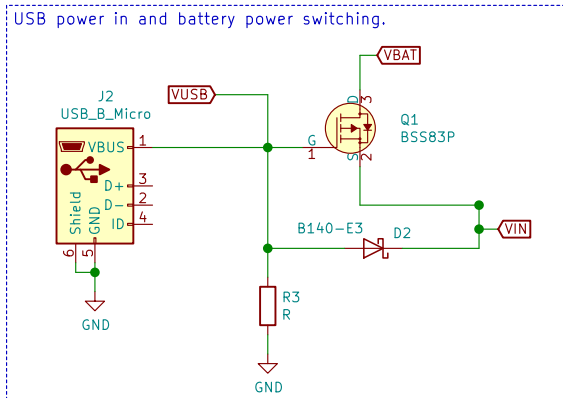 USB power in and battery power switching.
VBAT
J2
USB_B_Micro
VUSB
D
3
Q1
BSS83P
G
1
S
2
VBUS
1
D+
3
D-
2
ID
4
Shield
GND
6
5
GND
B140-E3
D2
VIN
R3
R
GND